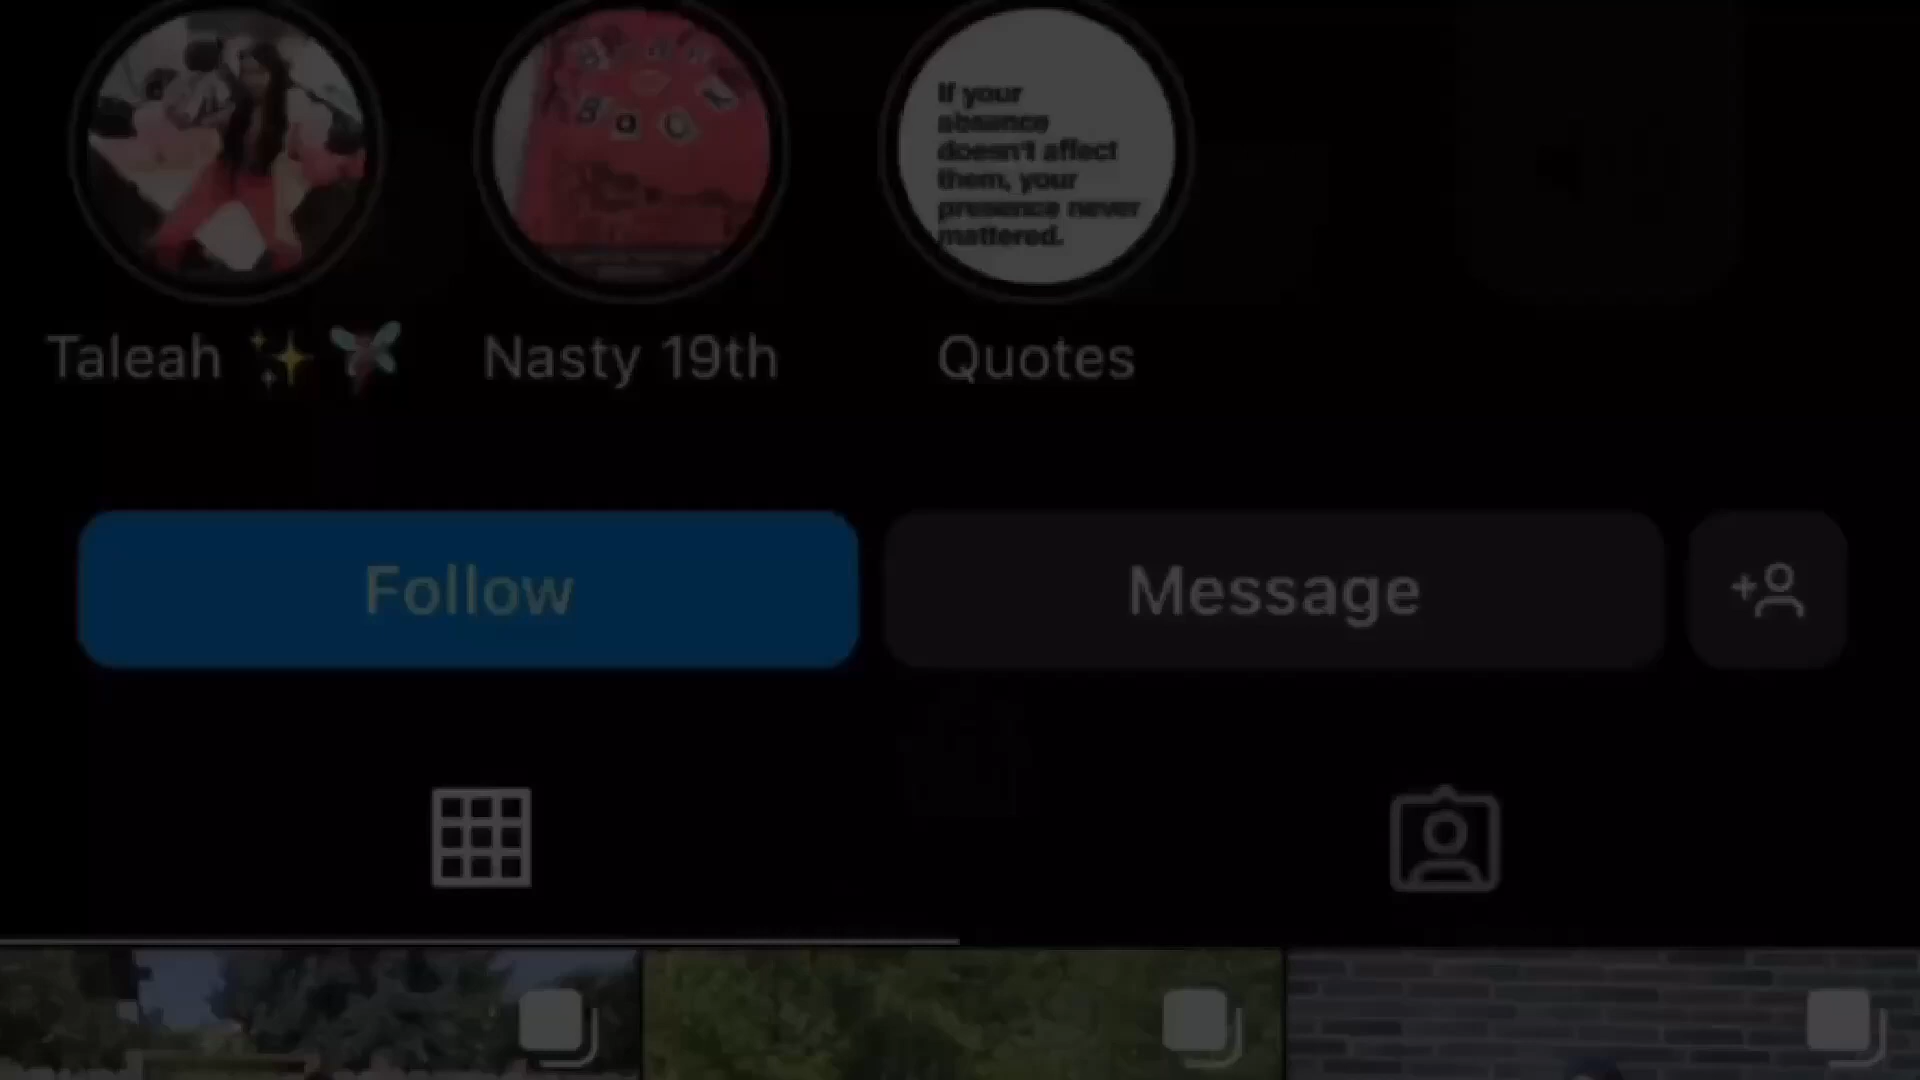 If your
absence
doesn't affect
them, your
presence never
mattered.
Taleah ✨ 🧚
Nasty 19th
Quotes
Follow
Message